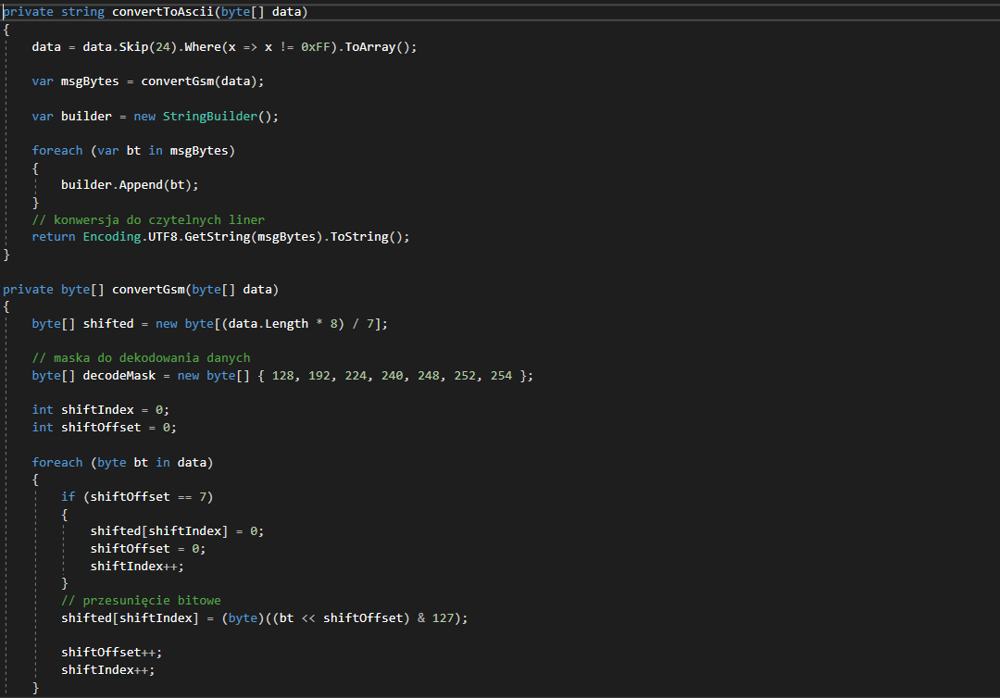 private string convertToAscii(byte[] data)
{
data = data.Skip(24).Where(x => x != 0xFF).ToArray();
var msgBytes = convertGsm(data);
var builder = new StringBuilder();
foreach (var bt in msgBytes)
{
builder.Append(bt);
}
// konwersja do czytelnych liner
return Encoding.UTF8.GetString(msgBytes).ToString();
}
private byte[] convertGsm(byte[] data)
{
byte[] shifted = new byte[(data.Length * 8) / 7];
// maska do dekodowania danych
byte[] decodeMask = new byte[] { 128, 192, 224, 240, 248, 252, 254 };
int shiftIndex = 0;
int shiftOffset = 0;
foreach (byte bt in data)
{
if (shiftOffset == 7)
{
shifted[shiftIndex] = 0;
shiftOffset = 0;
shiftIndex++;
}
// przesunięcie bitowe
shifted[shiftIndex] = (byte)((bt << shiftOffset) & 127);
shiftOffset++;
shiftIndex++;
}